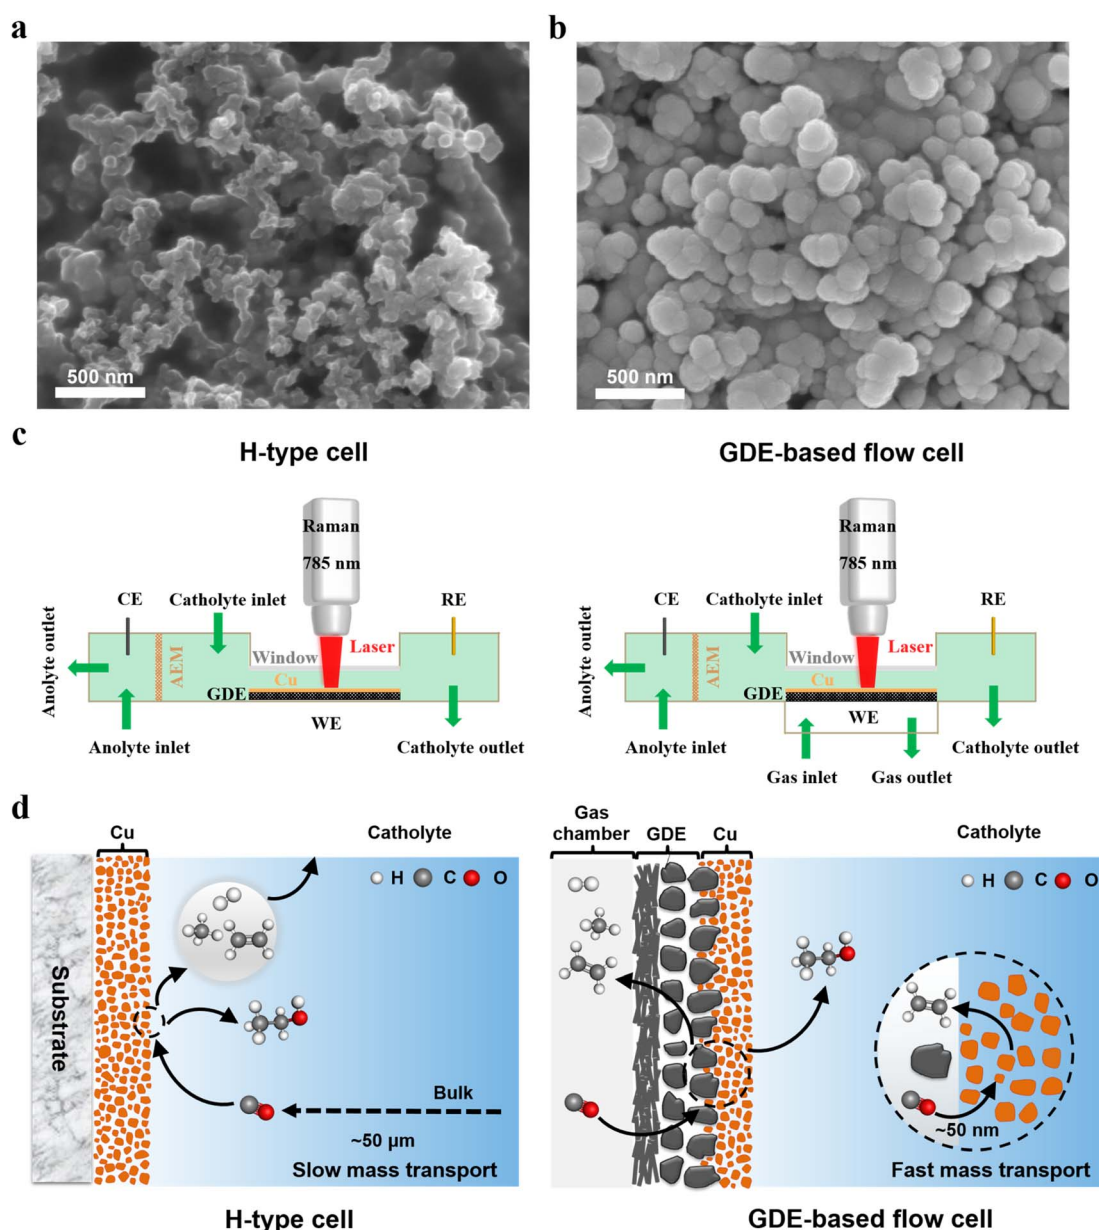 a
b
500 nm
500 nm
c
H-type cell
GDE-based flow cell
Raman
785 nm
CE
Catholyte inlet
RE
Anolyte outlet
AEM
Window
Laser
Cu
GDE
WE
Anolyte inlet
Catholyte outlet
Raman
785 nm
CE
Catholyte inlet
RE
Anolyte outlet
AEM
Window
Laser
Cu
GDE
WE
Anolyte inlet
Catholyte outlet
Gas inlet
Gas outlet
d
Cu
Catholyte
H C O
Substrate
Bulk
~50 μm
Slow mass transport
H-type cell
Gas
chamber
GDE
Cu
Catholyte
H C O
~50 nm
Fast mass transport
GDE-based flow cell